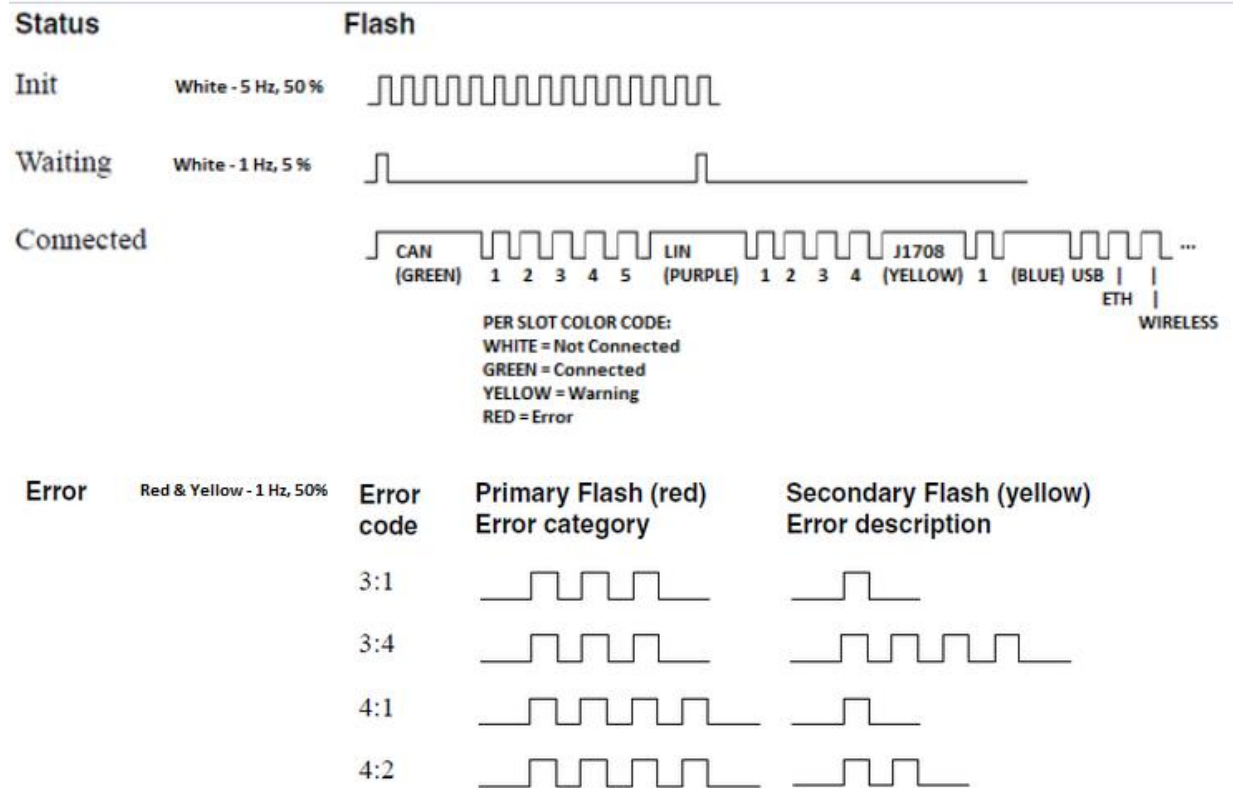 Status Flash
Init White - 5 Hz, 50 %
Waiting White - 1 Hz, 5 %
Connected
CAN LIN J1708 ...
(GREEN) 1 2 3 4 5 (PURPLE) 1 2 3 4 (YELLOW) 1 (BLUE) USB | |
ETH |
PER SLOT COLOR CODE: WIRELESS
WHITE = Not Connected
GREEN = Connected
YELLOW = Warning
RED = Error
Error Red & Yellow - 1 Hz, 50% Error Primary Flash (red) Secondary Flash (yellow)
code Error category Error description
3:1
3:4
4:1
4:2